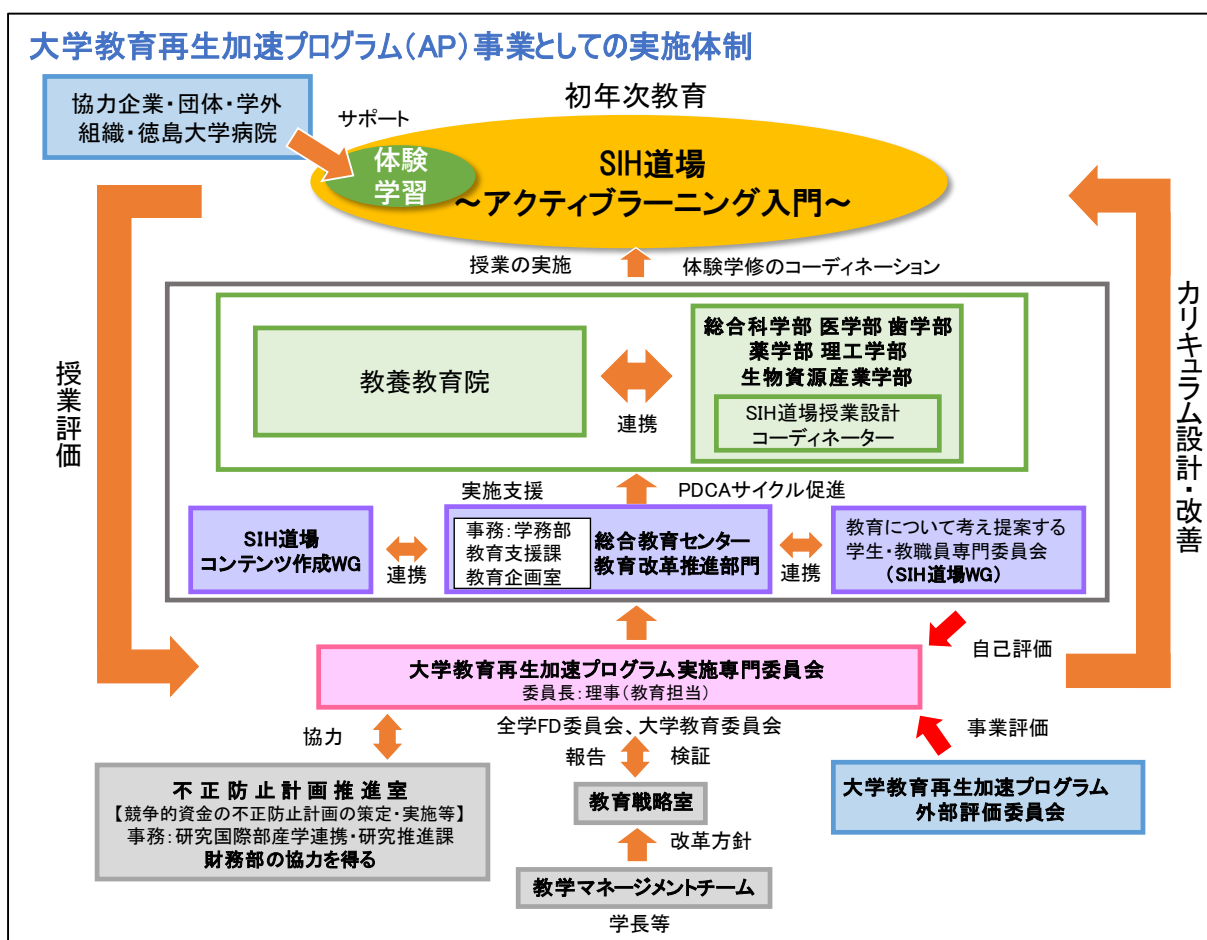 大学教育再生加速プログラム(AP)事業としての実施体制
協力企業・団体・学外
組織・徳島大学病院
サポート
初年次教育
体験
学習
SIH道場
～アクティブラーニング入門～
授業の実施
体験学修のコーディネーション
授業評価
カリキュラム設計・改善
教養教育院
連携
総合科学部 医学部 歯学部
薬学部 理工学部
生物資源産業学部
SIH道場授業設計
コーディネーター
実施支援
PDCAサイクル促進
SIH道場
コンテンツ作成WG
連携
事務:学務部
教育支援課
教育企画室
総合教育センター
教育改革推進部門
連携
教育について考え提案する
学生・教職員専門委員会
(SIH道場WG)
自己評価
大学教育再生加速プログラム実施専門委員会
委員長:理事(教育担当)
全学FD委員会、大学教育委員会
協力
報告
検証
事業評価
不正防止計画推進室
【競争的資金の不正防止計画の策定・実施等】
事務:研究国際部産学連携・研究推進課
財務部の協力を得る
教育戦略室
改革方針
教学マネージメントチーム
学長等
大学教育再生加速プログラム
外部評価委員会